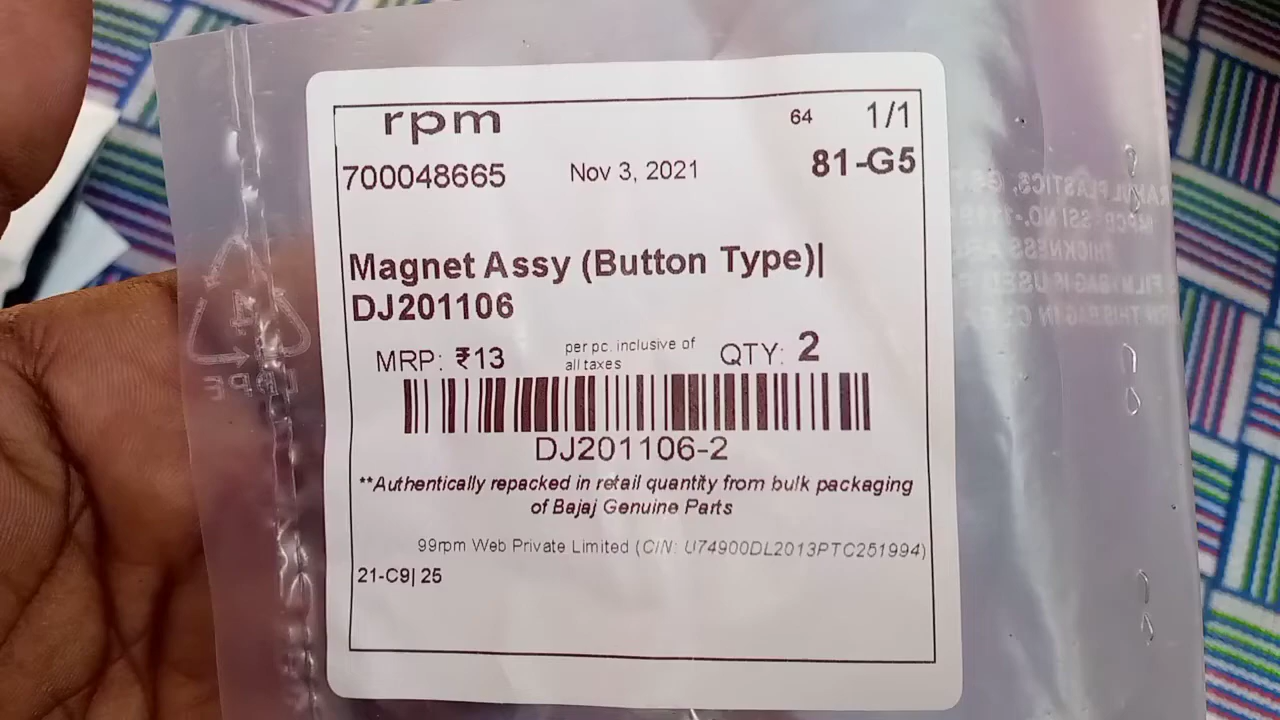 rpm 64 1/1
700048665 Nov 3, 2021 81-G5
Magnet Assy (Button Type)|
DJ201106
MRP: ₹13 per pc. inclusive of all taxes QTY: 2
DJ201106-2
**Authentically repacked in retail quantity from bulk packaging
of Bajaj Genuine Parts
99rpm Web Private Limited (CIN: U74900DL2013PTC251994)
21-C9| 25
4
LDPE